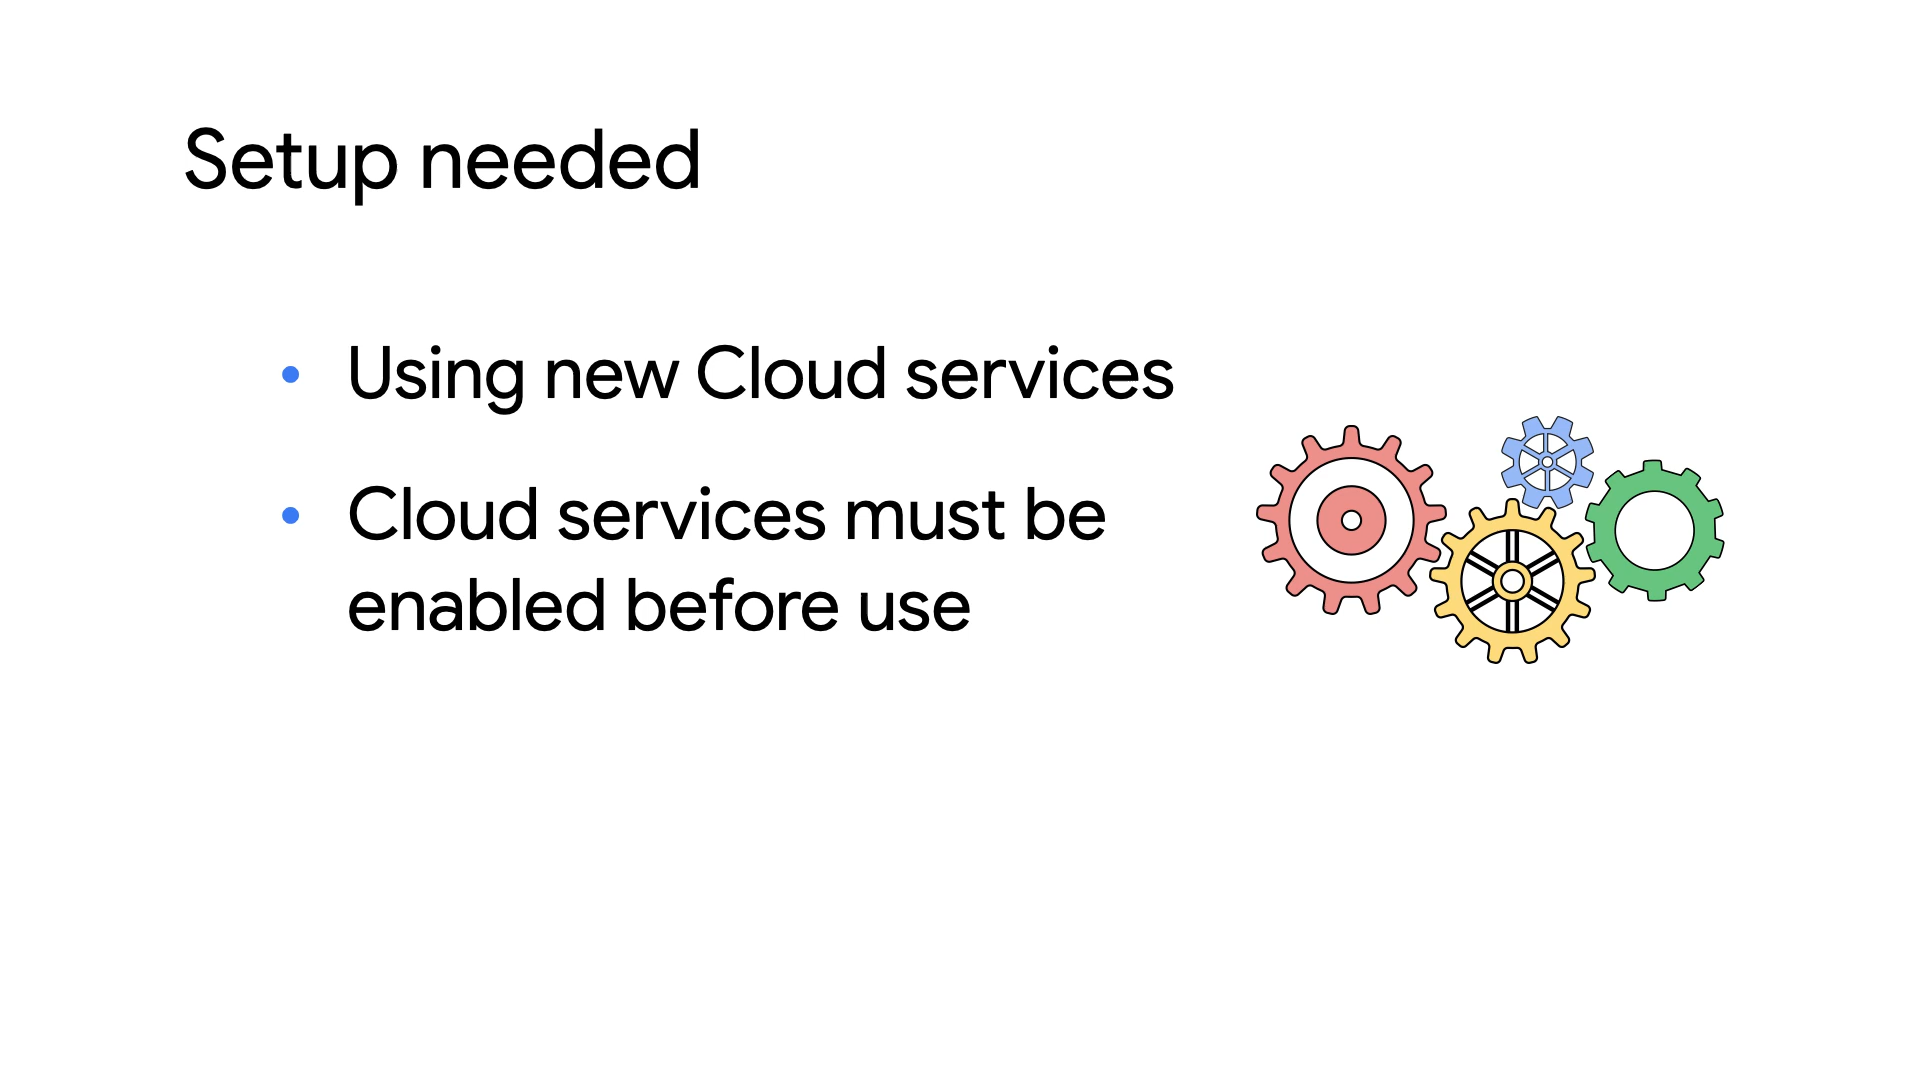 Setup needed
• Using new Cloud services
• Cloud services must be
enabled before use